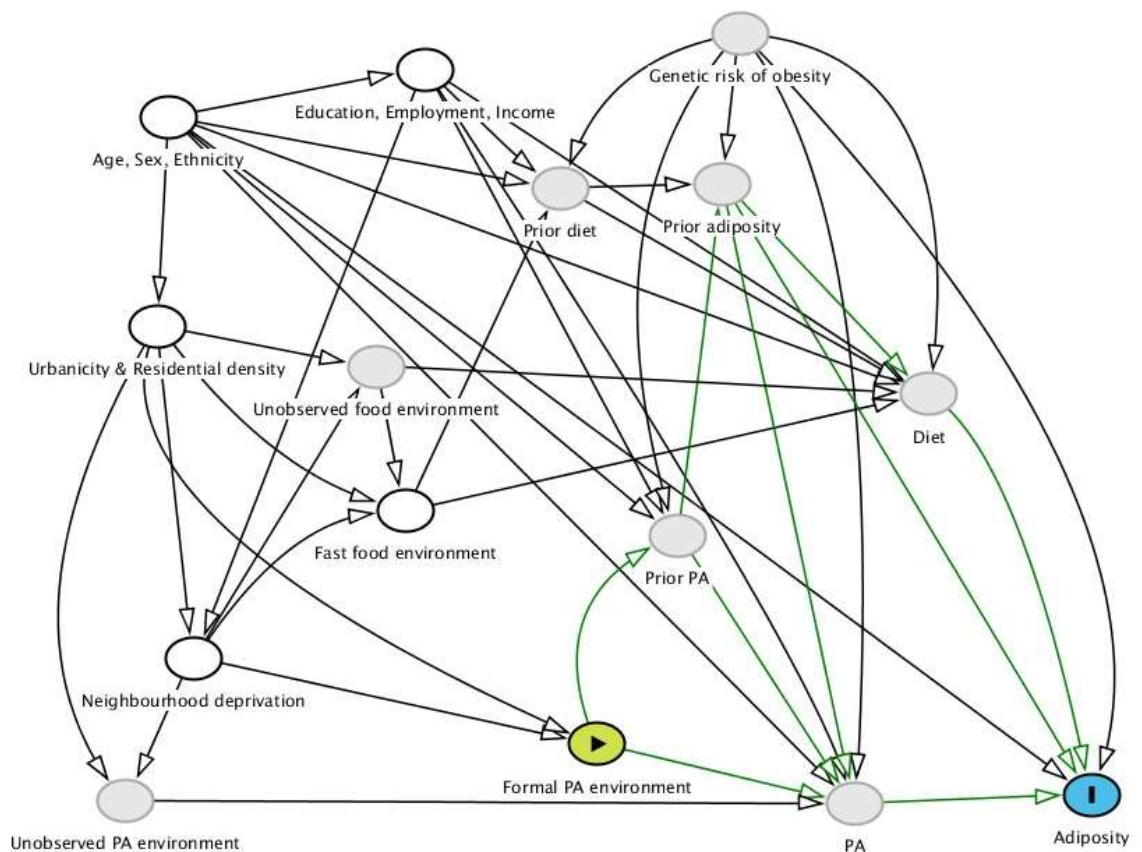 Genetic risk of obesity
Education, Employment, Income
Age, Sex, Ethnicity
Prior diet
Prior adiposity
Urbanicity & Residential density
Unobserved food environment
Diet
Fast food environment
Prior PA
Neighbourhood deprivation
Formal PA environment
Unobserved PA environment
PA
Adiposity